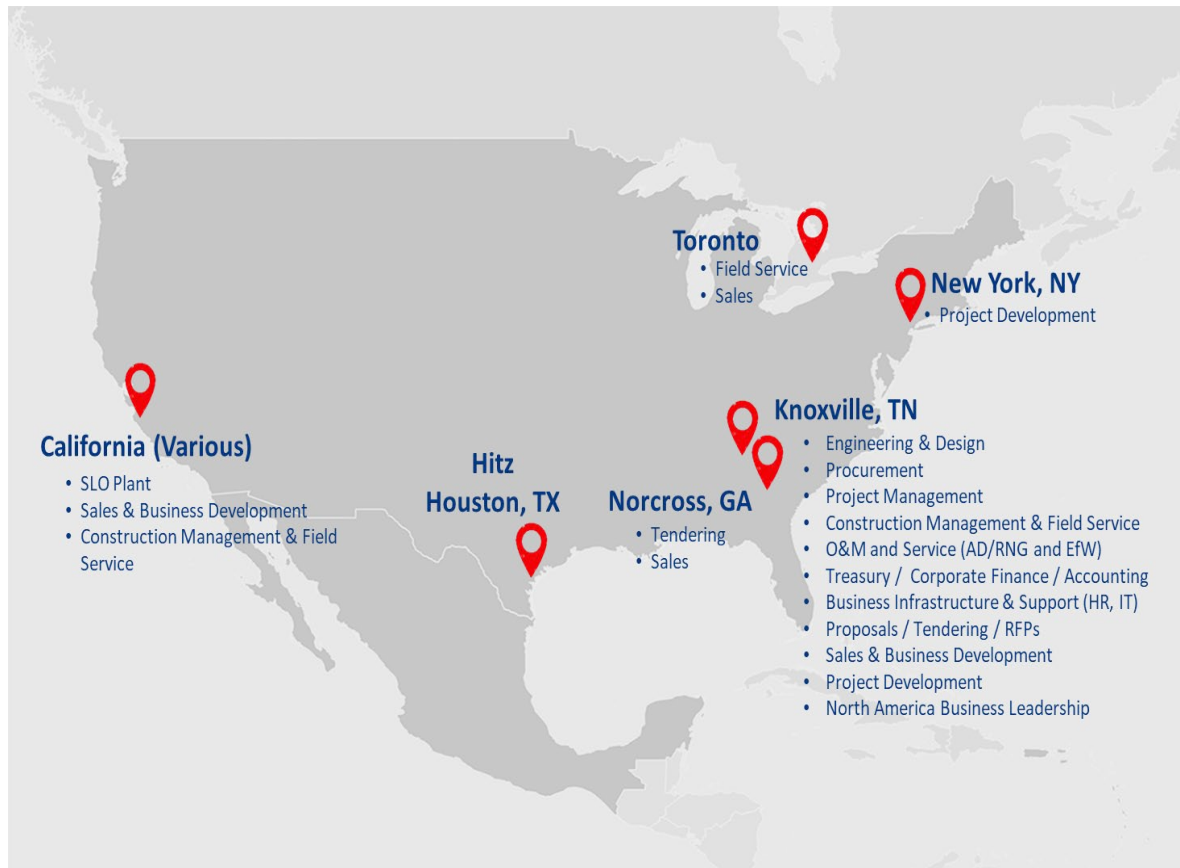 Toronto
• Field Service
• Sales
New York, NY
• Project Development
California (Various)
• SLO Plant
• Sales & Business Development
• Construction Management & Field
Service
Hitz
Houston, TX
Norcross, GA
• Tendering
• Sales
Knoxville, TN
• Engineering & Design
• Procurement
• Project Management
• Construction Management & Field Service
• O&M and Service (AD/RNG and EfW)
• Treasury / Corporate Finance / Accounting
• Business Infrastructure & Support (HR, IT)
• Proposals / Tendering / RFPs
• Sales & Business Development
• Project Development
• North America Business Leadership